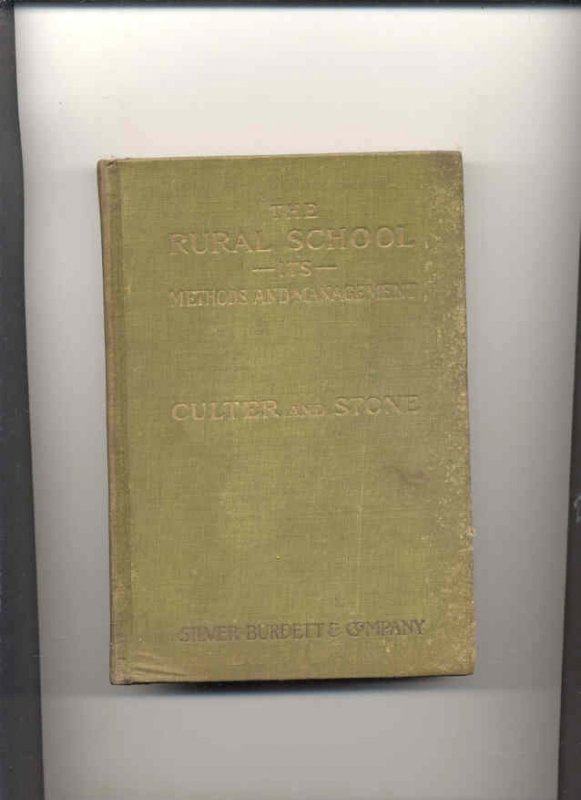 THE
RURAL SCHOOL
—ITS—
METHODS AND MANAGEMENT
CULTER AND STONE
SILVER BURDETT & COMPANY